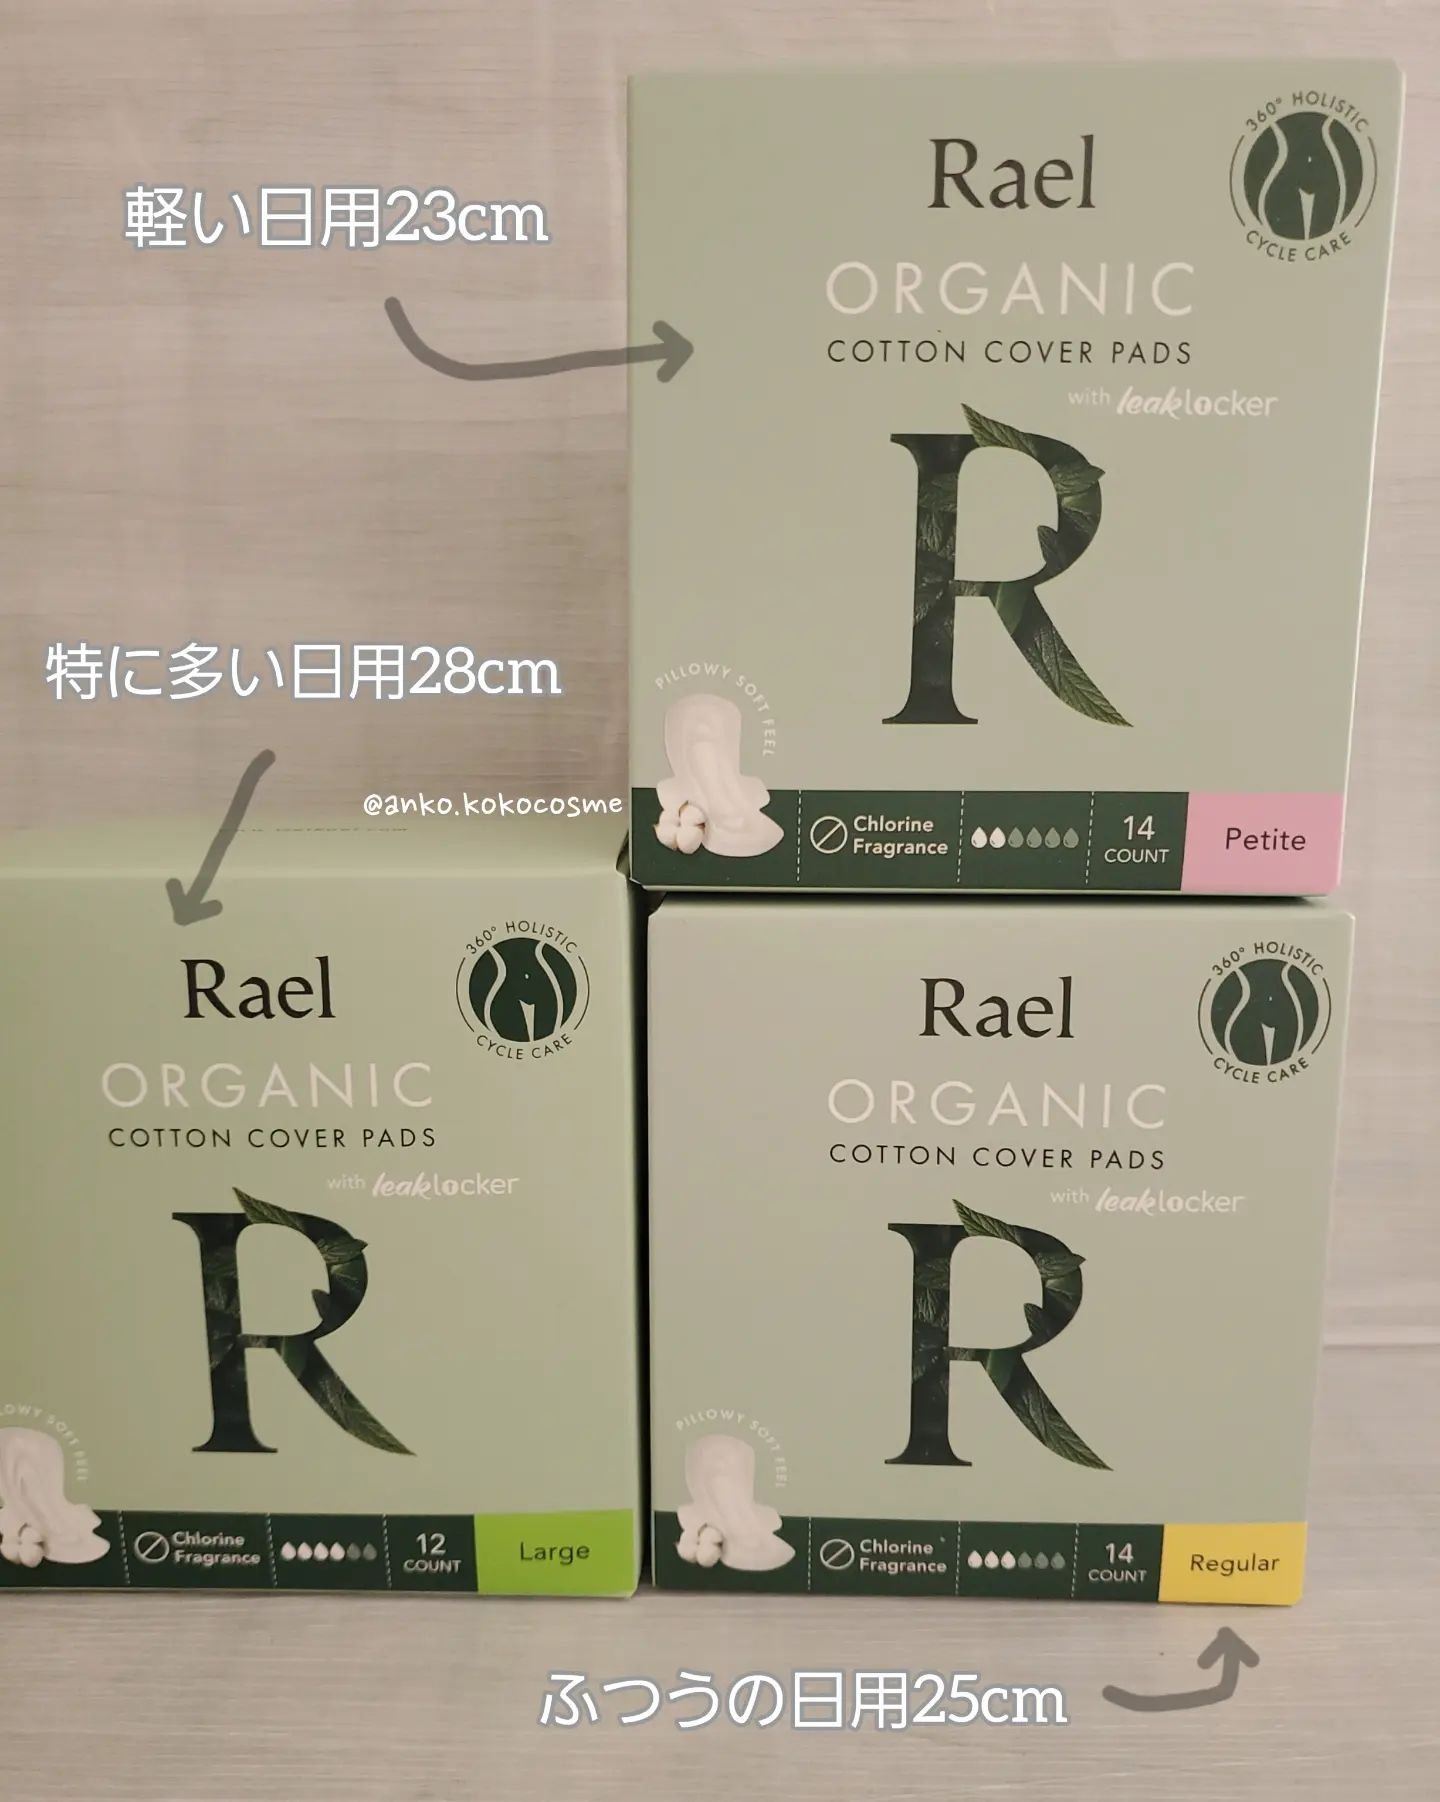 軽い日用23cm
360° HOLISTIC
CYCLE CARE
Rael
ORGANIC
COTTON COVER PADS
with leaklocker
R
PILLOWY SOFT FEEL
Chlorine
Fragrance
14
COUNT
Petite
特に多い日用28cm
@anko.kokocosme
360° HOLISTIC
CYCLE CARE
Rael
ORGANIC
COTTON COVER PADS
with leaklocker
R
SOFT FEEL
Chlorine
Fragrance
12
COUNT
Large
360° HOLISTIC
CYCLE CARE
Rael
ORGANIC
COTTON COVER PADS
with leaklocker
R
PILLOWY SOFT FEEL
Chlorine
Fragrance
14
COUNT
Regular
ふつうの日用25cm